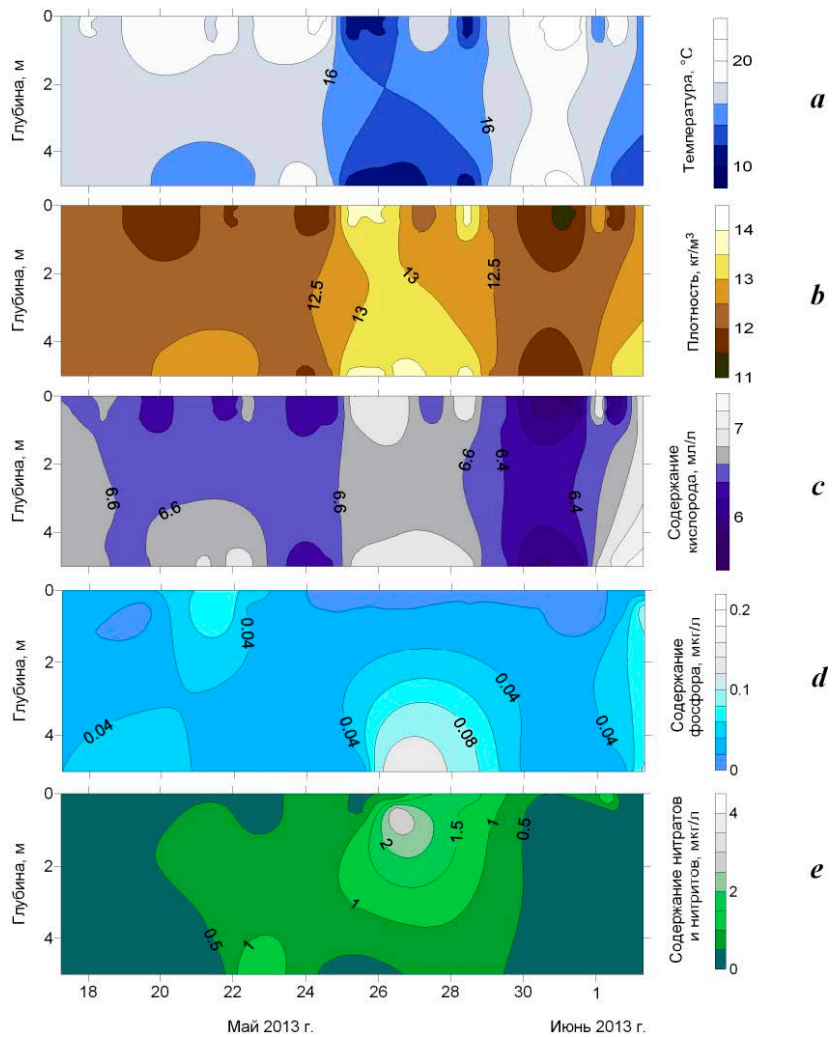 0
2
4
Глубина, м
16
16
20
10
Температура, °С
a
0
2
4
Глубина, м
12.5
13
13
12.5
14
13
12
11
Плотность, кг/м³
b
0
2
4
Глубина, м
6.6
6.6
6.6
6.6
6.4
6.4
7
6
Содержание
кислорода, мл/л
c
0
2
4
Глубина, м
0.04
0.04
0.04
0.08
0.04
0.04
0.2
0.1
0
Содержание
фосфора, мкг/л
d
0
2
4
Глубина, м
0.5
1
1
2
1.5
1
0.5
4
2
0
Содержание нитратов
и нитритов, мкг/л
e
18 20 22 24 26 28 30 1
Май 2013 г. Июнь 2013 г.